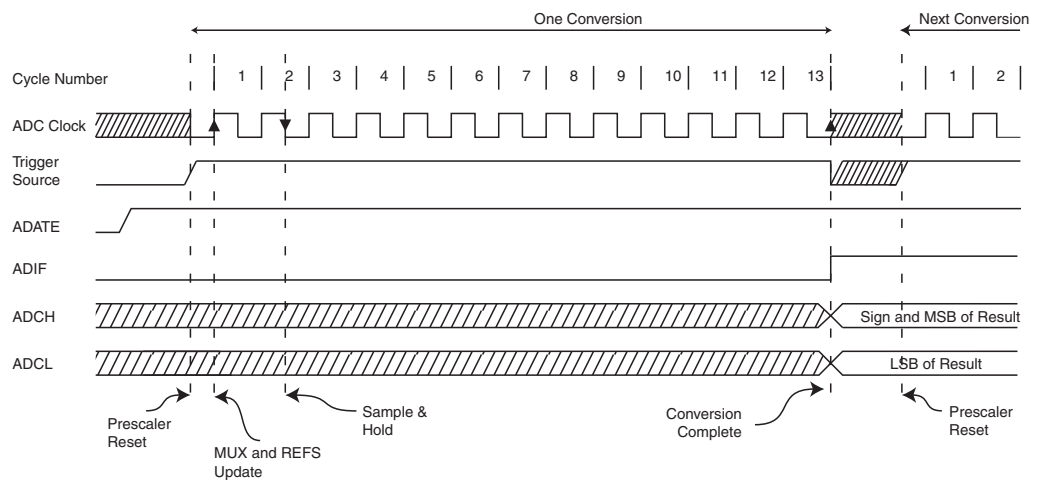 One Conversion
Next Conversion
Cycle Number
1 2 3 4 5 6 7 8 9 10 11 12 13 1 2
ADC Clock
Trigger
Source
ADATE
ADIF
ADCH
Sign and MSB of Result
ADCL
LSB of Result
Prescaler
Reset
MUX and REFS
Update
Sample &
Hold
Conversion
Complete
Prescaler
Reset